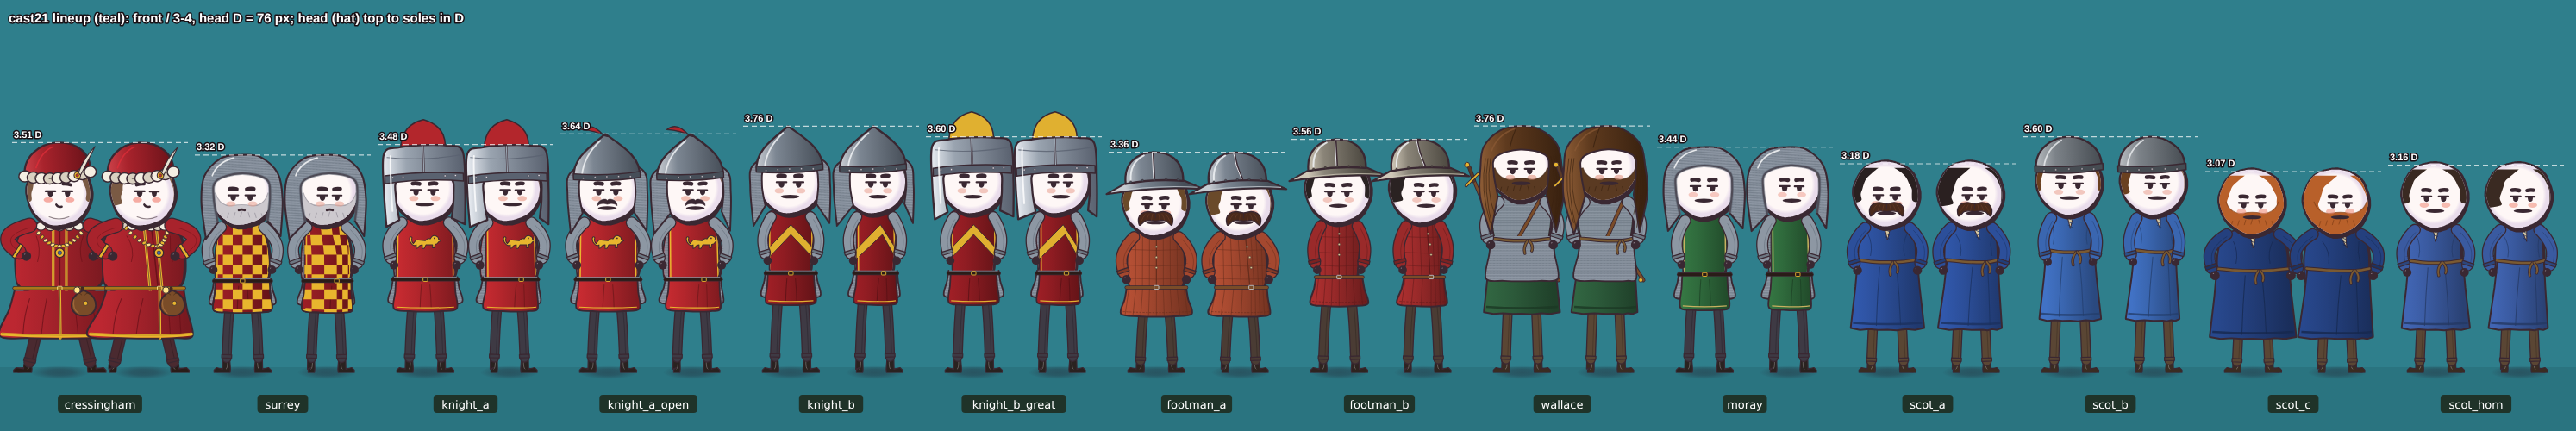 cast21 lineup (teal): front / 3-4, head D = 76 px; head (hat) top to soles in D
3.51 D
3.32 D
3.48 D
3.64 D
3.76 D
3.60 D
3.36 D
3.56 D
3.76 D
3.44 D
3.18 D
3.60 D
3.07 D
3.16 D
cressingham
surrey
knight_a
knight_a_open
knight_b
knight_b_great
footman_a
footman_b
wallace
moray
scot_a
scot_b
scot_c
scot_horn